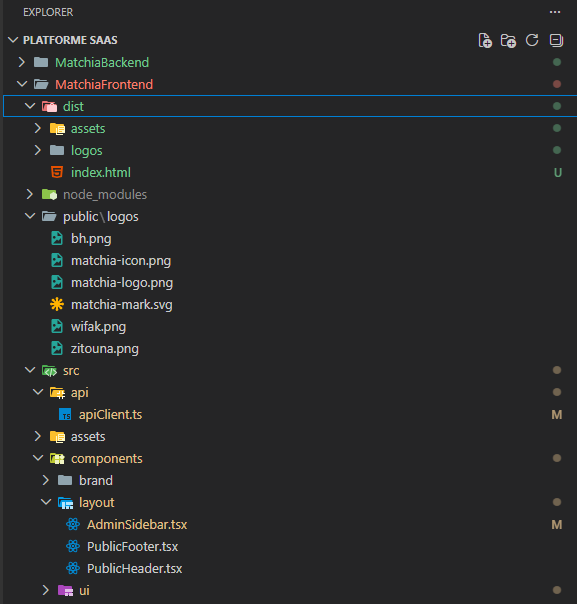 EXPLORER ...
PLATFORME SAAS
MatchiaBackend
MatchiaFrontend
dist
assets
logos
index.html U
node_modules
public\logos
bh.png
matchia-icon.png
matchia-logo.png
matchia-mark.svg
wifak.png
zitouna.png
src
api
TS apiClient.ts M
assets
components
brand
layout
AdminSidebar.tsx M
PublicFooter.tsx
PublicHeader.tsx
ui